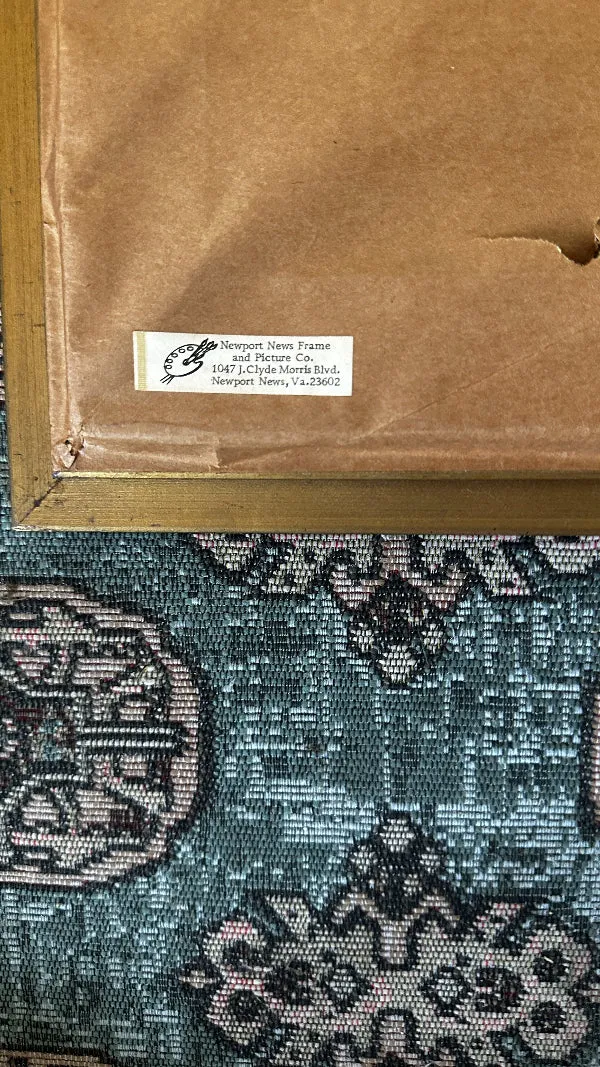 Newport News Frame
and Picture Co.
1047 J.Clyde Morris Blvd.
Newport News, Va.23602